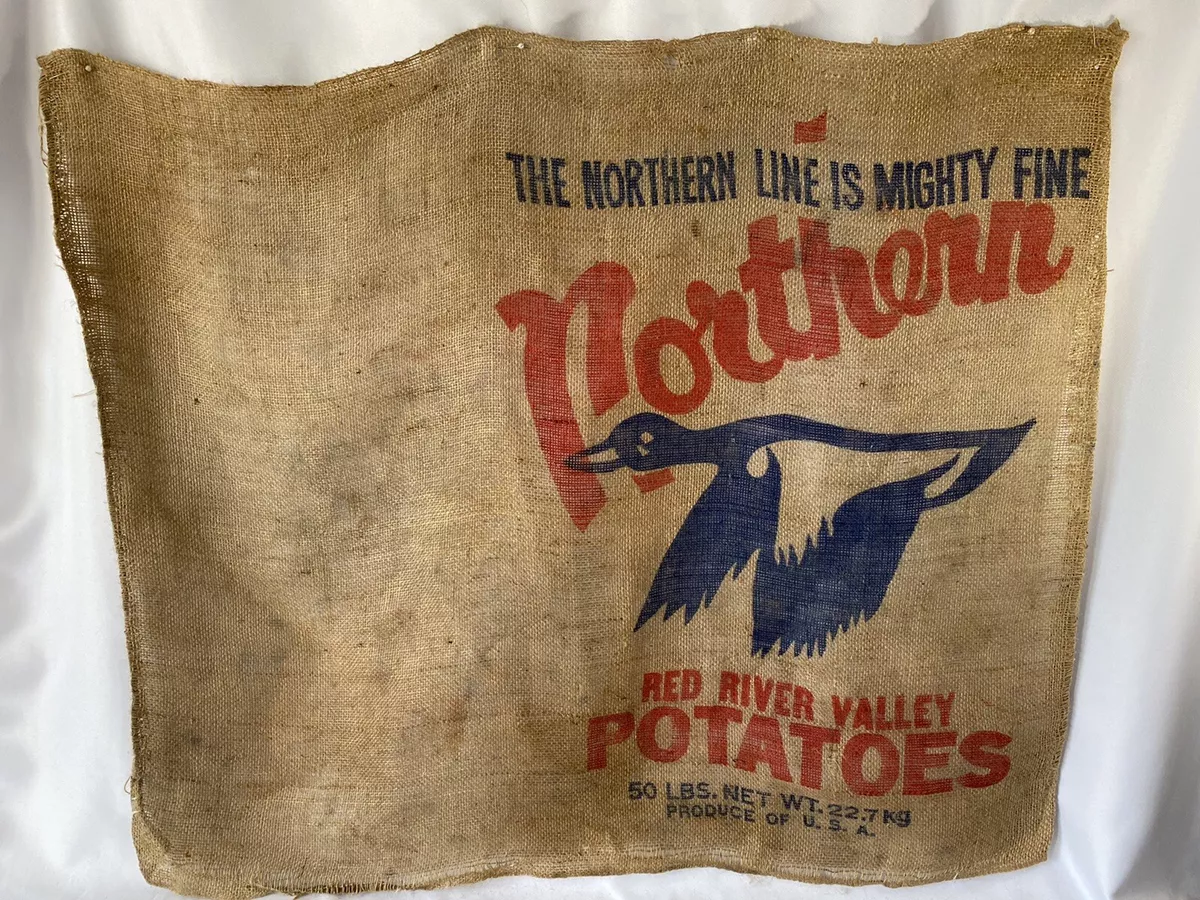 THE NORTHERN LINE IS MIGHTY FINE
Northern
RED RIVER VALLEY
POTATOES
50 LBS. NET WT. 22.7 Kg
PRODUCE OF U. S. A.